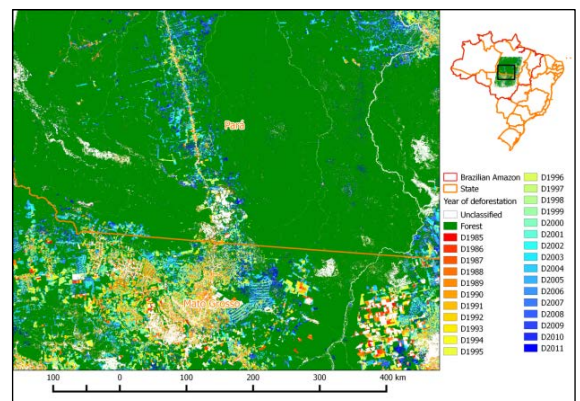 Pará
Mato Grosso
Brazilian Amazon
State
Year of deforestation
Unclassified
Forest
D1985
D1986
D1987
D1988
D1989
D1990
D1991
D1992
D1993
D1994
D1995
D1996
D1997
D1998
D1999
D2000
D2001
D2002
D2003
D2004
D2005
D2006
D2007
D2008
D2009
D2010
D2011
100 0 100 200 300 400 km